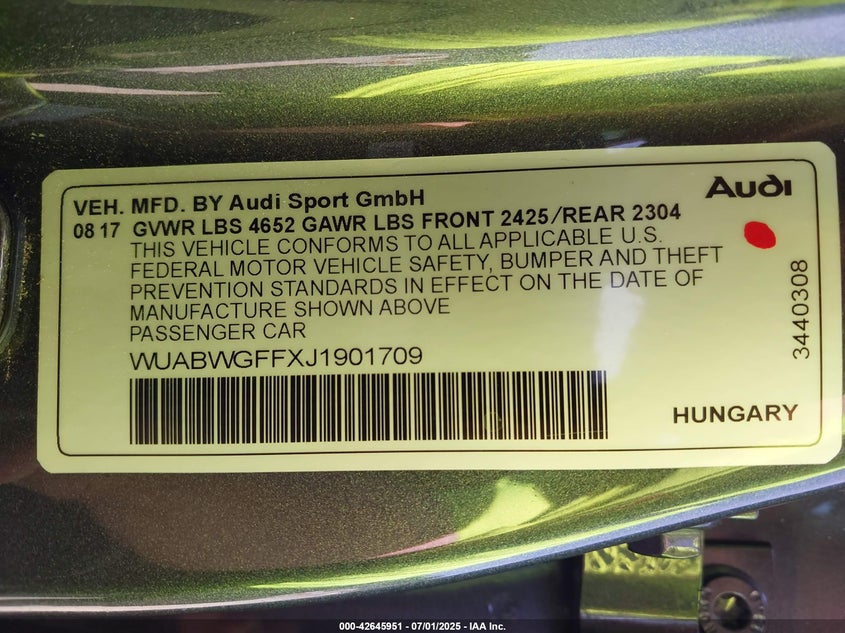 Audi
VEH. MFD. BY Audi Sport GmbH
08 17 GVWR LBS 4652 GAWR LBS FRONT 2425/REAR 2304
THIS VEHICLE CONFORMS TO ALL APPLICABLE U.S.
FEDERAL MOTOR VEHICLE SAFETY, BUMPER AND THEFT
PREVENTION STANDARDS IN EFFECT ON THE DATE OF
MANUFACTURE SHOWN ABOVE
PASSENGER CAR
WUABWGFFXJ1901709
3440308
HUNGARY
000-42645951 - 07/01/2025 - IAA Inc.